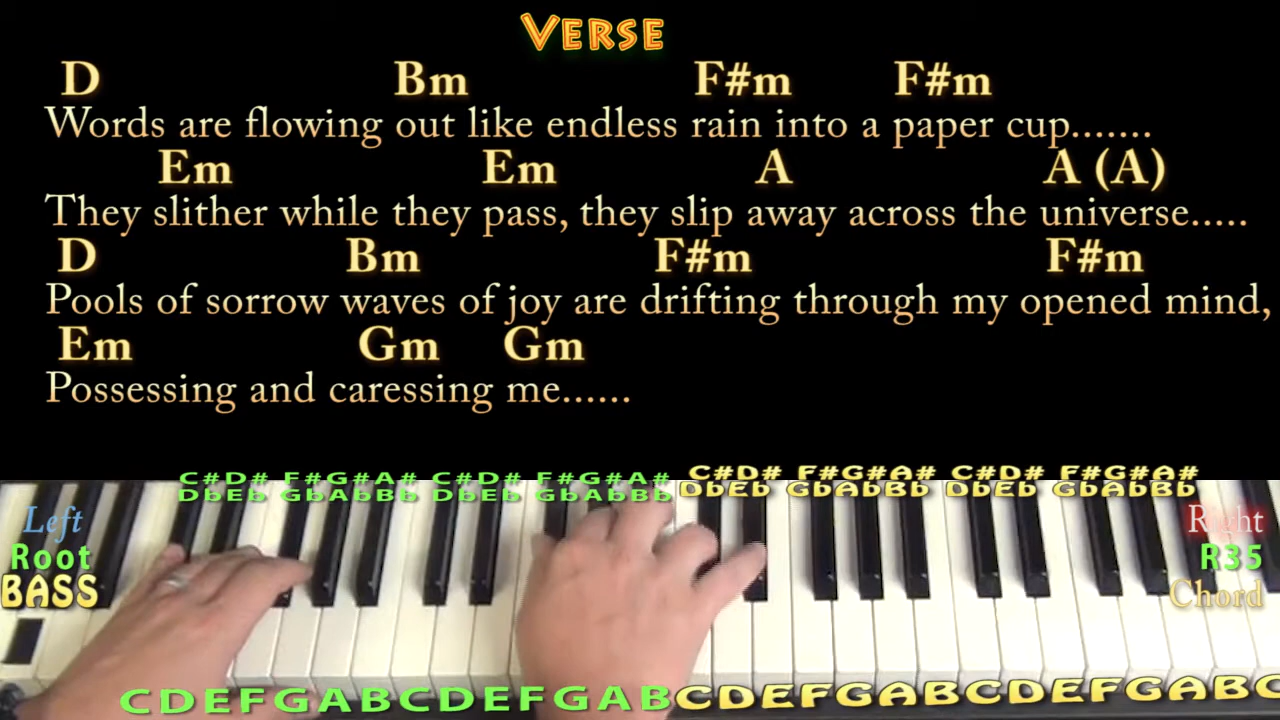 VERSE
D Bm F#m F#m
Words are flowing out like endless rain into a paper cup.......
Em Em A A (A)
They slither while they pass, they slip away across the universe.....
D Bm F#m F#m
Pools of sorrow waves of joy are drifting through my opened mind,
Em Gm Gm
Possessing and caressing me......
C#D# F#G#A# C#D# F#G#A# C#D# F#G#A# C#D# F#G#A#
DbEb GbAbBb DbEb GbAbBb DbEb GbAbBb DbEb GbAbBb
Left
Root
BASS
Right
R35
Chord
CDEFGABCDEFGABCDEFGABCDEFGABC